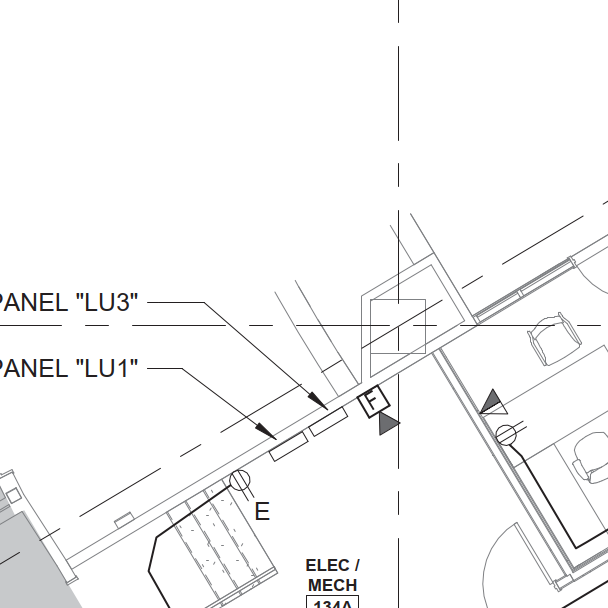 PANEL "LU3"
PANEL "LU1"
F
E
ELEC /
MECH
134A